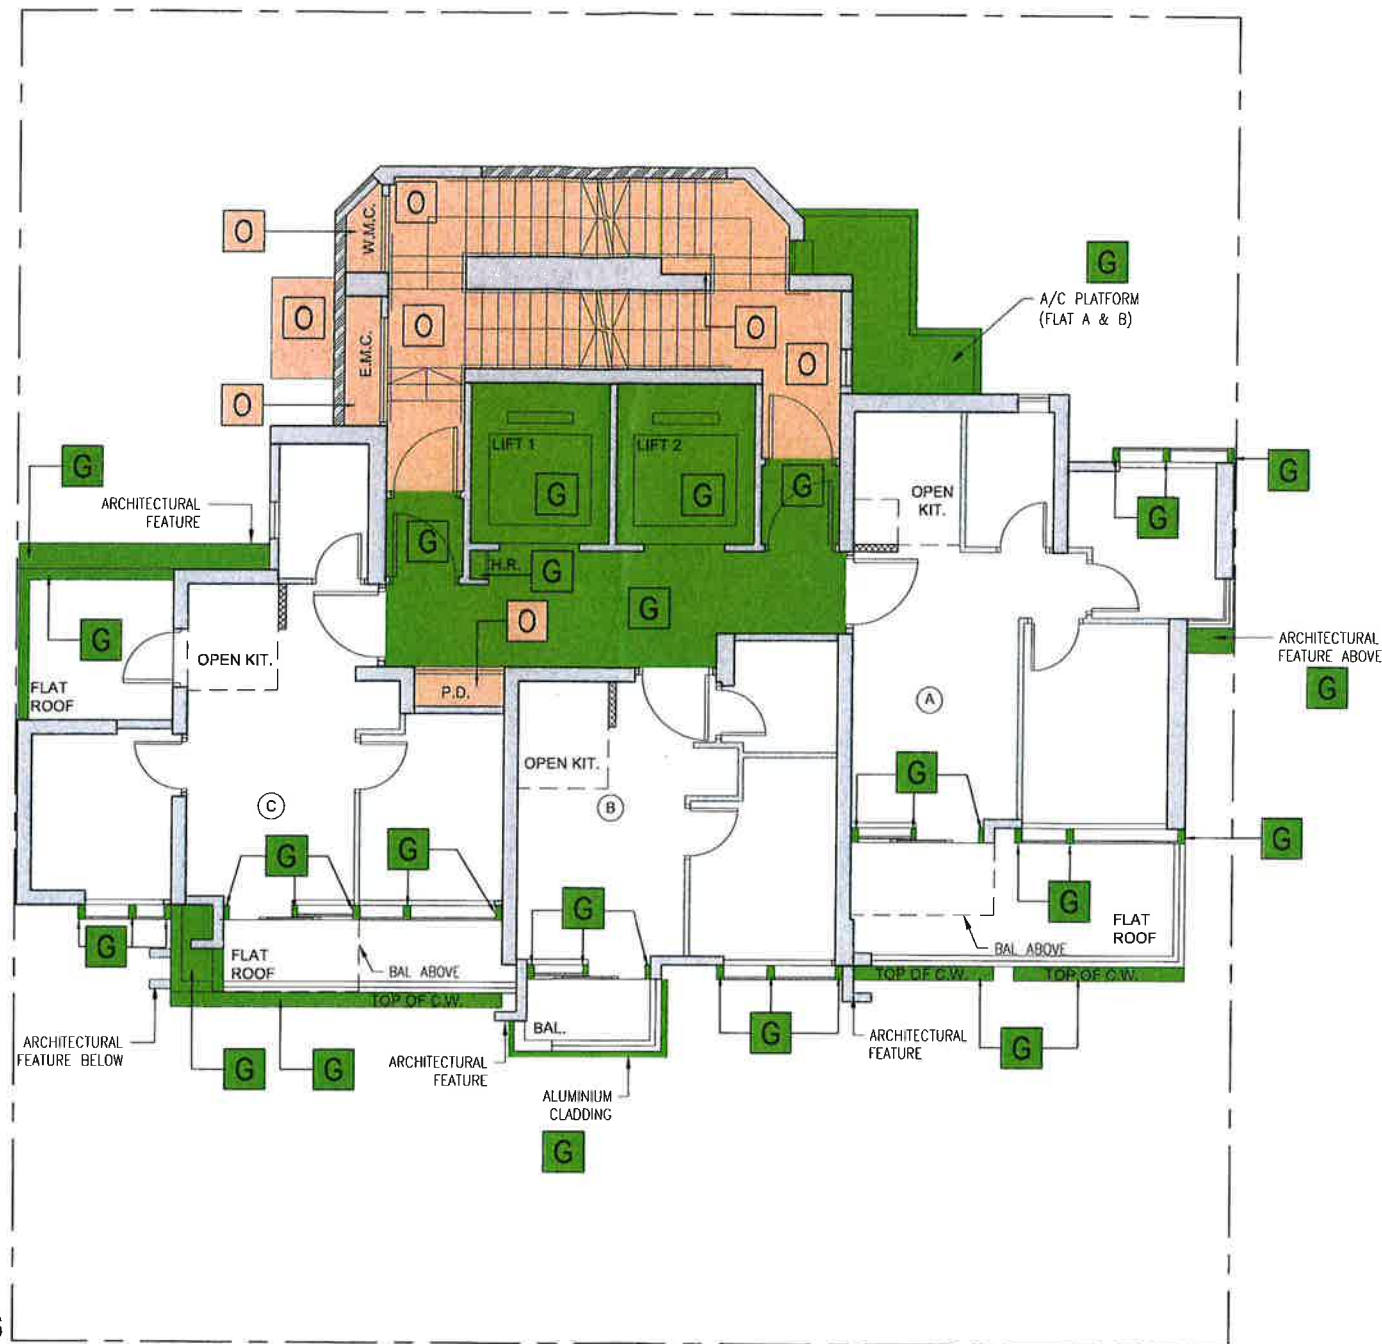 O
W.M.C.
O
G
A/C PLATFORM
(FLAT A & B)
O
E.M.C.
O
O
O
O
G
LIFT 1
LIFT 2
G
G
G
G
G
ARCHITECTURAL
FEATURE
OPEN
KIT.
G
G
H.R.
G
G
O
G
OPEN KIT.
FLAT
ROOF
P.D.
ARCHITECTURAL
FEATURE ABOVE
G
A
OPEN KIT.
G
C
B
G
G
G
G
G
G
FLAT
ROOF
BAL ABOVE
TOP OF C.W.
FLAT
ROOF
BAL ABOVE
TOP OF C.W.
TOP OF C.W.
ARCHITECTURAL
FEATURE BELOW
G
G
ARCHITECTURAL
FEATURE
BAL.
G
ARCHITECTURAL
FEATURE
G
ALUMINIUM
CLADDING
G